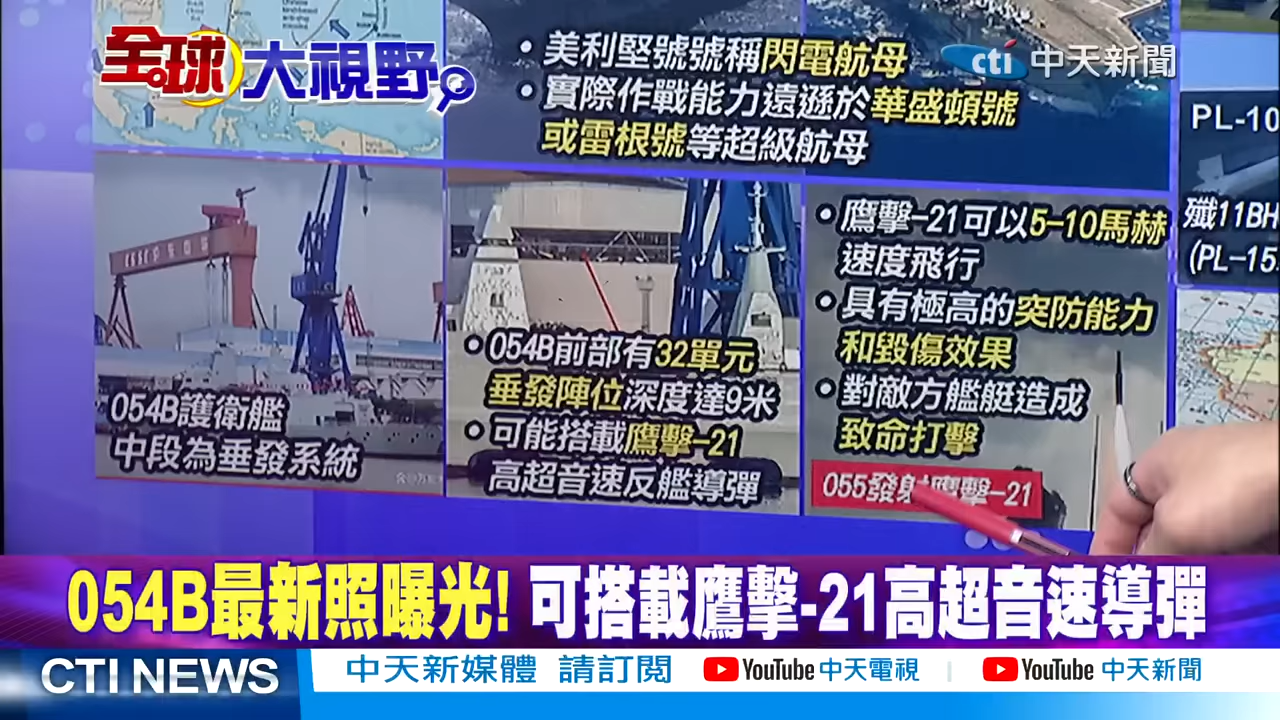 全球大視野
cti 中天新聞
• 美利堅號號稱閃電航母
• 實際作戰能力遠遜於華盛頓號
或雷根號等超級航母
PL-10
殲11BH
(PL-15
054B護衛艦
中段為垂發系統
• 054B前部有32單元
垂發陣位深度達9米
• 可能搭載鷹擊-21
高超音速反艦導彈
• 鷹擊-21可以5-10馬赫
速度飛行
• 具有極高的突防能力
和毀傷效果
• 對敵方艦艇造成
致命打擊
055發射鷹擊-21
054B最新照曝光! 可搭載鷹擊-21高超音速導彈
CTI NEWS
中天新媒體 請訂閱 YouTube 中天電視 | YouTube 中天新聞